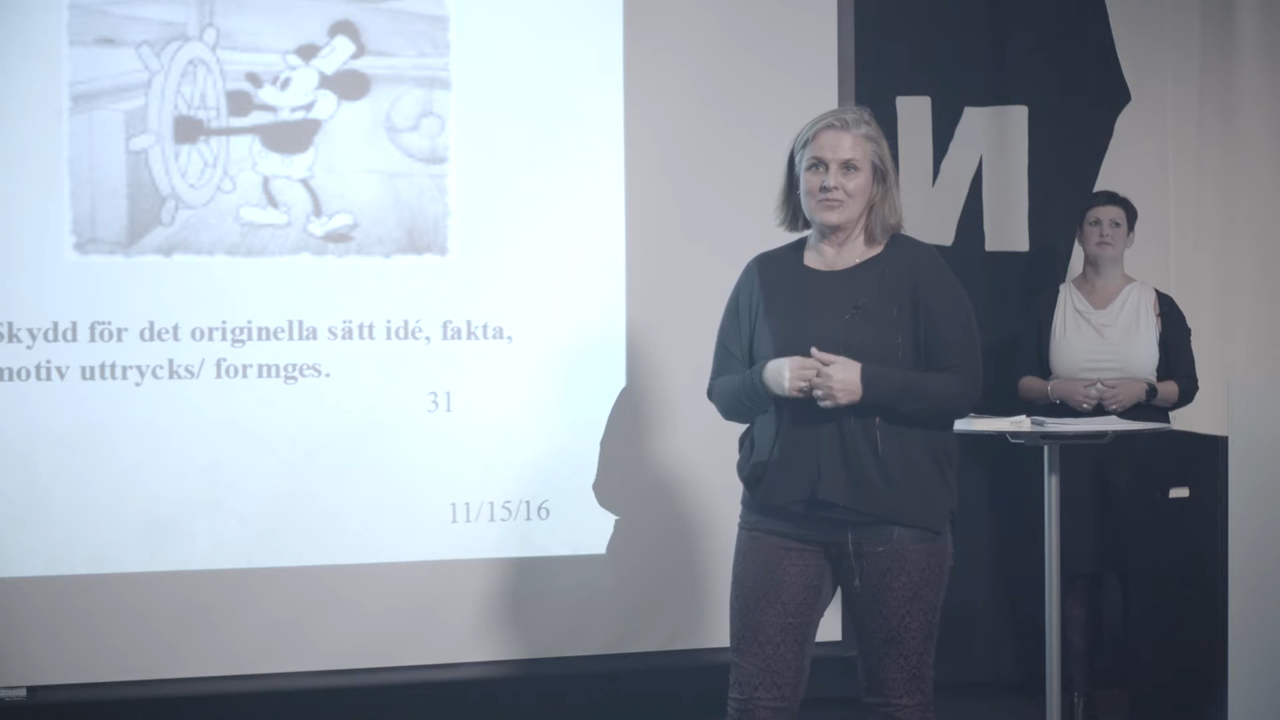 Skydd för det originella sätt idé, fakta,
motiv uttrycks/ formges.
31
11/15/16
N